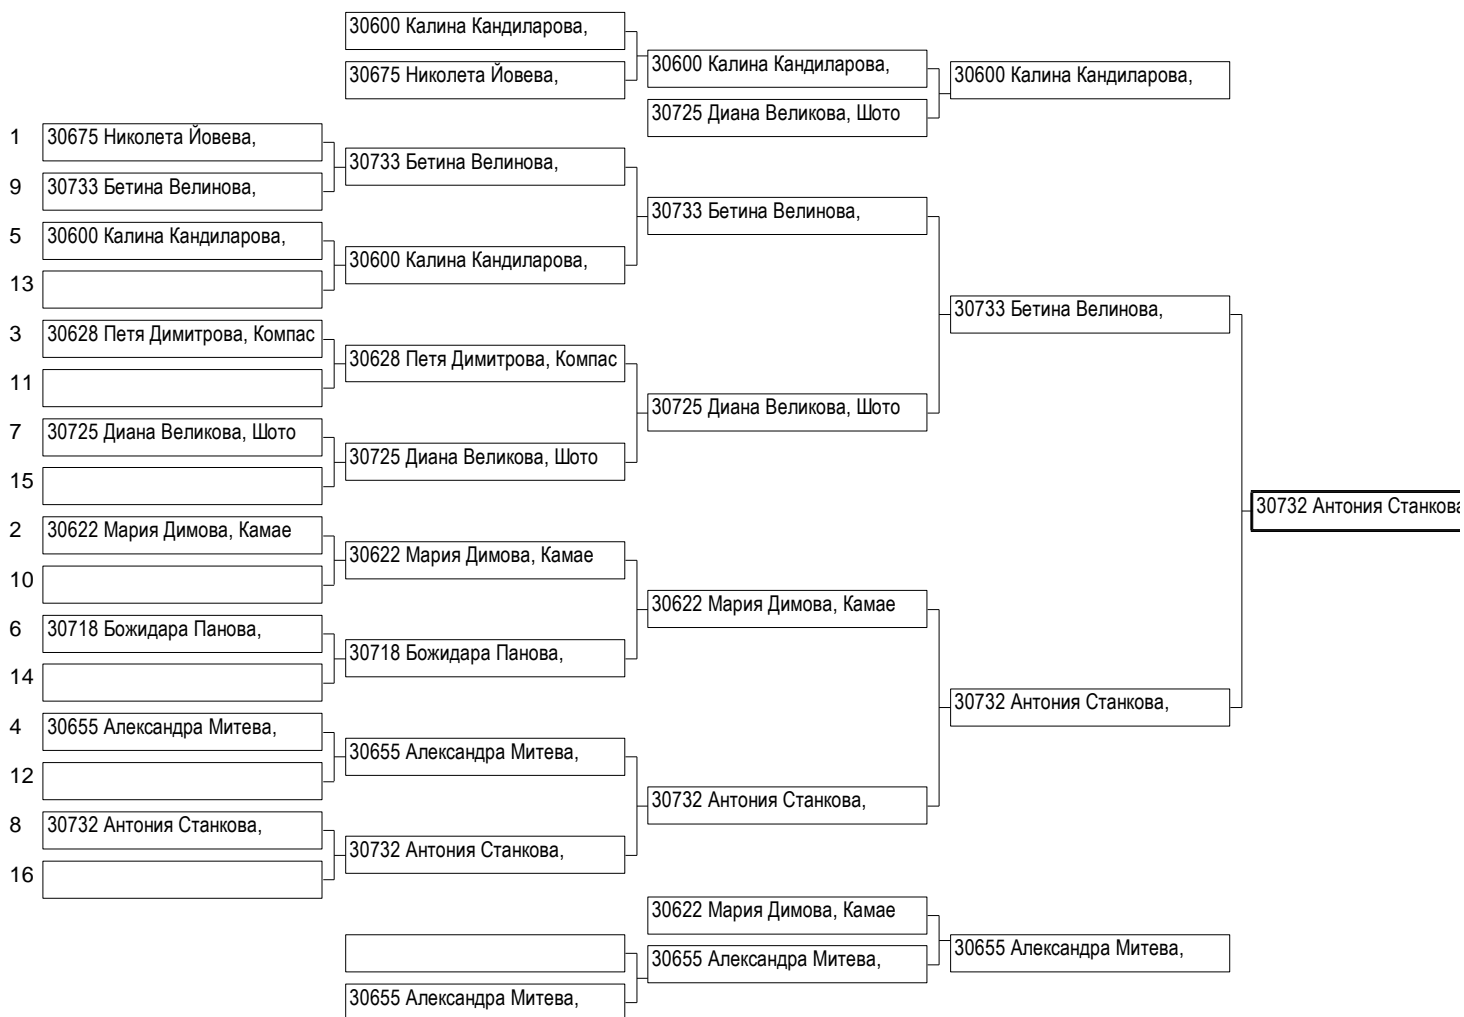 30600 Калина Кандиларова,
30675 Николета Йовева,
30600 Калина Кандиларова,
30725 Диана Великова, Шото
30600 Калина Кандиларова,
1 30675 Николета Йовева,
9 30733 Бетина Велинова,
5 30600 Калина Кандиларова,
13
3 30628 Петя Димитрова, Компас
11
7 30725 Диана Великова, Шото
15
2 30622 Мария Димова, Камае
10
6 30718 Божидара Панова,
14
4 30655 Александра Митева,
12
8 30732 Антония Станкова,
16
30733 Бетина Велинова,
30600 Калина Кандиларова,
30628 Петя Димитрова, Компас
30725 Диана Великова, Шото
30622 Мария Димова, Камае
30718 Божидара Панова,
30655 Александра Митева,
30732 Антония Станкова,
30733 Бетина Велинова,
30725 Диана Великова, Шото
30622 Мария Димова, Камае
30732 Антония Станкова,
30733 Бетина Велинова,
30732 Антония Станкова,
30732 Антония Станкова
30655 Александра Митева,
30622 Мария Димова, Камае
30655 Александра Митева,
30655 Александра Митева,